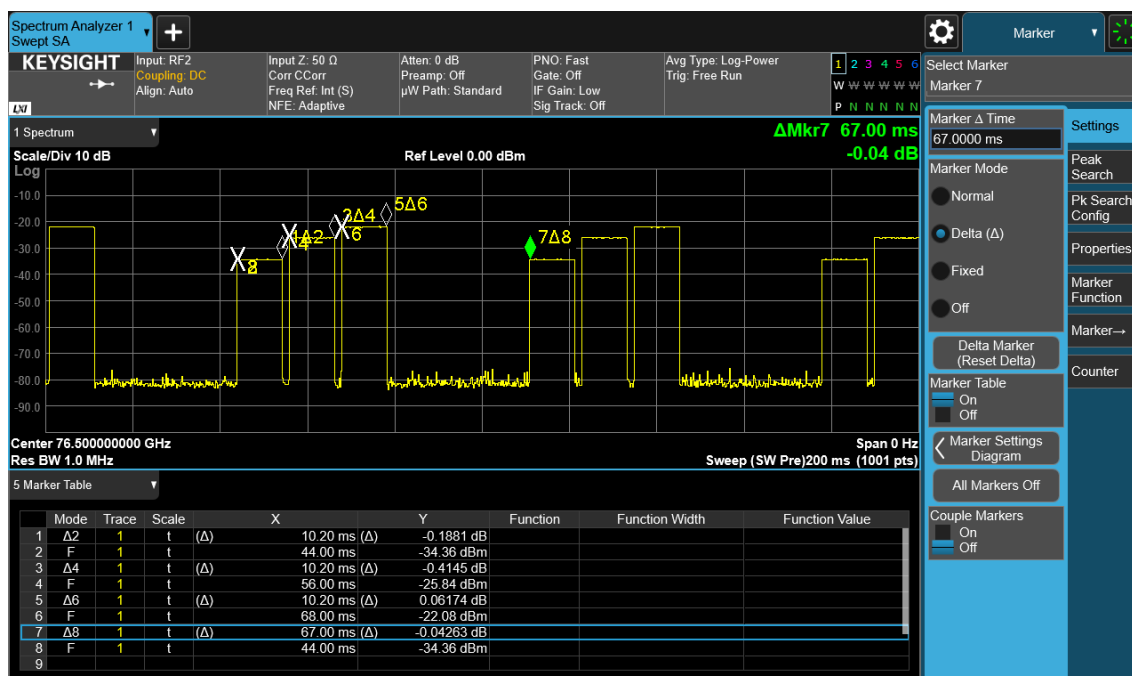 Spectrum Analyzer 1
Swept SA
+
Marker
KEYSIGHT
LXI
Input: RF2
Coupling: DC
Align: Auto
Input Z: 50 Ω
Corr CCorr
Freq Ref: Int (S)
NFE: Adaptive
Atten: 0 dB
Preamp: Off
µW Path: Standard
PNO: Fast
Gate: Off
IF Gain: Low
Sig Track: Off
Avg Type: Log-Power
Trig: Free Run
1 2 3 4 5 6
W W W W W W
P N N N N N
Select Marker
Marker 7
1 Spectrum
ΔMkr7 67.00 ms
-0.04 dB
Scale/Div 10 dB
Ref Level 0.00 dBm
Log
-10.0
-20.0
-30.0
-40.0
-50.0
-60.0
-70.0
-80.0
-90.0
5Δ6
3Δ4
6
1Δ2
4
7Δ8
Center 76.500000000 GHz
Span 0 Hz
Res BW 1.0 MHz
Sweep (SW Pre)200 ms (1001 pts)
5 Marker Table
Mode Trace Scale X Y Function Function Width Function Value
1 Δ2 1 t (Δ) 10.20 ms (Δ) -0.1881 dB
2 F 1 t 44.00 ms -34.36 dBm
3 Δ4 1 t (Δ) 10.20 ms (Δ) -0.4145 dB
4 F 1 t 56.00 ms -25.84 dBm
5 Δ6 1 t (Δ) 10.20 ms (Δ) 0.06174 dB
6 F 1 t 68.00 ms -22.08 dBm
7 Δ8 1 t (Δ) 67.00 ms (Δ) -0.04263 dB
8 F 1 t 44.00 ms -34.36 dBm
9
Marker Δ Time
67.0000 ms
Marker Mode
Normal
Delta (Δ)
Fixed
Off
Delta Marker
(Reset Delta)
Marker Table
On
Off
Marker Settings
Diagram
All Markers Off
Couple Markers
On
Off
Settings
Peak
Search
Pk Search
Config
Properties
Marker
Function
Marker→
Counter